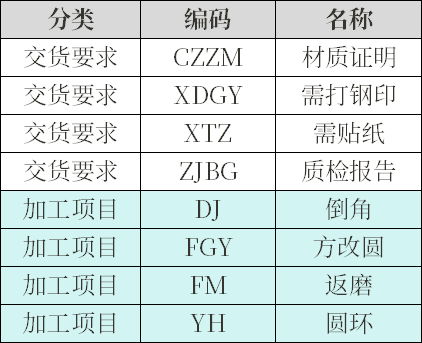 分类 编码 名称
交货要求 CZZM 材质证明
交货要求 XDGY 需打钢印
交货要求 XTZ 需贴纸
交货要求 ZJBG 质检报告
加工项目 DJ 倒角
加工项目 FGY 方改圆
加工项目 FM 返磨
加工项目 YH 圆环